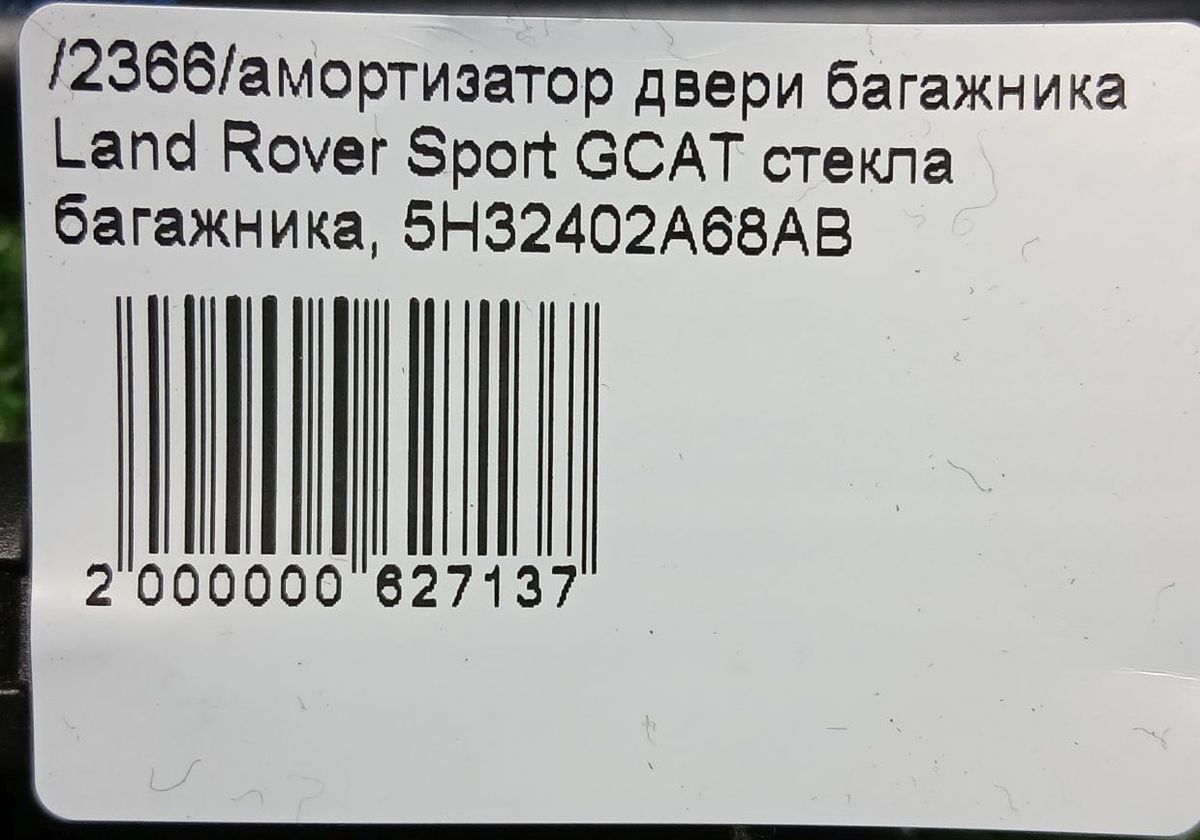 /2366/амортизатор двери багажника
Land Rover Sport GCAT стекла
багажника, 5H32402A68AB
2 000000 627137